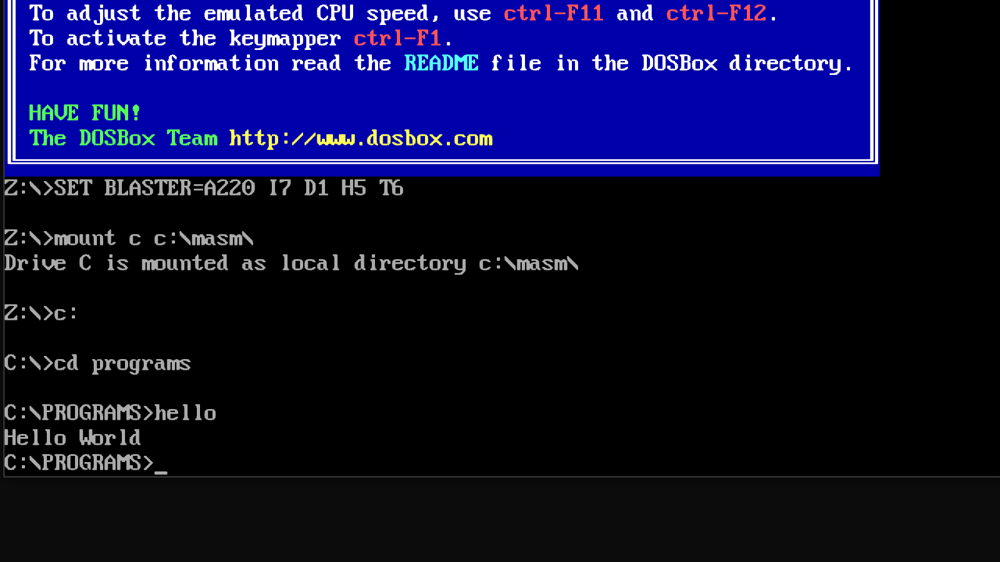 To adjust the emulated CPU speed, use ctrl-F11 and ctrl-F12.
To activate the keymapper ctrl-F1.
For more information read the README file in the DOSBox directory.
HAVE FUN!
The DOSBox Team http://www.dosbox.com
Z:\>SET BLASTER=A220 I7 D1 H5 T6
Z:\>mount c c:\masm\
Drive C is mounted as local directory c:\masm\
Z:\>c:
C:\>cd programs
C:\PROGRAMS>hello
Hello World
C:\PROGRAMS>_